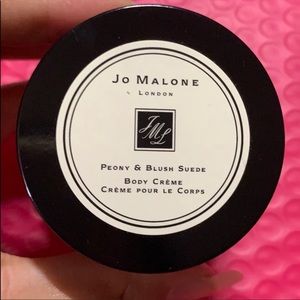 Jo Malone
London
JML
Peony & Blush Suede
Body Crème
Crème pour le Corps